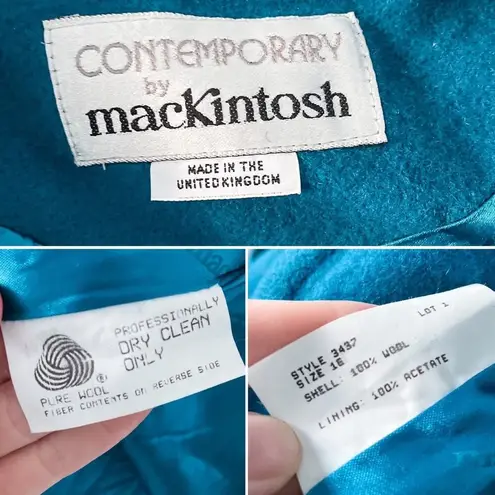 CONTEMPORARY
by
mackintosh
MADE IN THE
UNITED KINGDOM
PROFESSIONALLY
DRY CLEAN
ONLY
PURE WOOL
FIBER CONTENTS ON REVERSE SIDE
LOT 1
STYLE 3437
SIZE 16
SHELL: 100% WOOL
LINING: 100% ACETATE